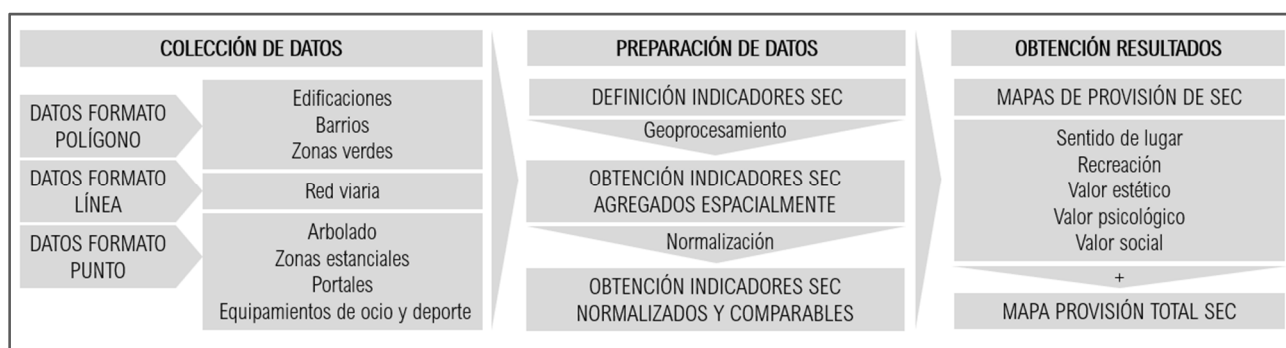 COLECCIÓN DE DATOS
DATOS FORMATO
POLÍGONO
Edificaciones
Barrios
Zonas verdes
DATOS FORMATO
LÍNEA
Red viaria
DATOS FORMATO
PUNTO
Arbolado
Zonas estanciales
Portales
Equipamientos de ocio y deporte
PREPARACIÓN DE DATOS
DEFINICIÓN INDICADORES SEC
Geoprocesamiento
OBTENCIÓN INDICADORES SEC
AGREGADOS ESPACIALMENTE
Normalización
OBTENCIÓN INDICADORES SEC
NORMALIZADOS Y COMPARABLES
OBTENCIÓN RESULTADOS
MAPAS DE PROVISIÓN DE SEC
Sentido de lugar
Recreación
Valor estético
Valor psicológico
Valor social
+
MAPA PROVISIÓN TOTAL SEC